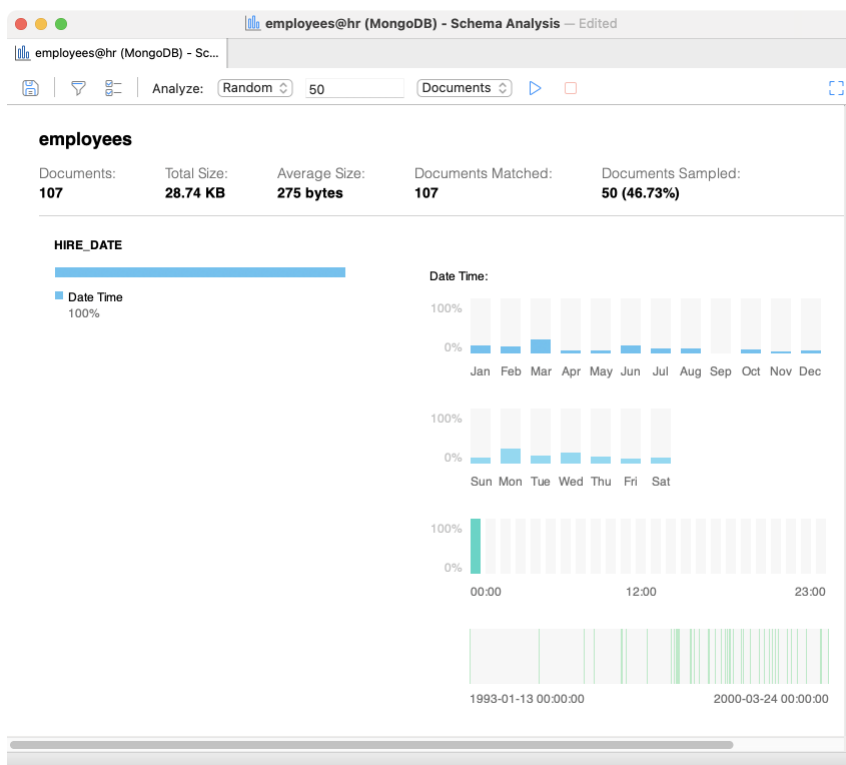 employees@hr (MongoDB) - Schema Analysis — Edited
employees@hr (MongoDB) - Sc...
Analyze: Random 50 Documents
employees
Documents: Total Size: Average Size: Documents Matched: Documents Sampled:
107 28.74 KB 275 bytes 107 50 (46.73%)
HIRE_DATE
Date Time
100%
Date Time:
100%
0%
Jan Feb Mar Apr May Jun Jul Aug Sep Oct Nov Dec
100%
0%
Sun Mon Tue Wed Thu Fri Sat
100%
0%
00:00 12:00 23:00
1993-01-13 00:00:00 2000-03-24 00:00:00